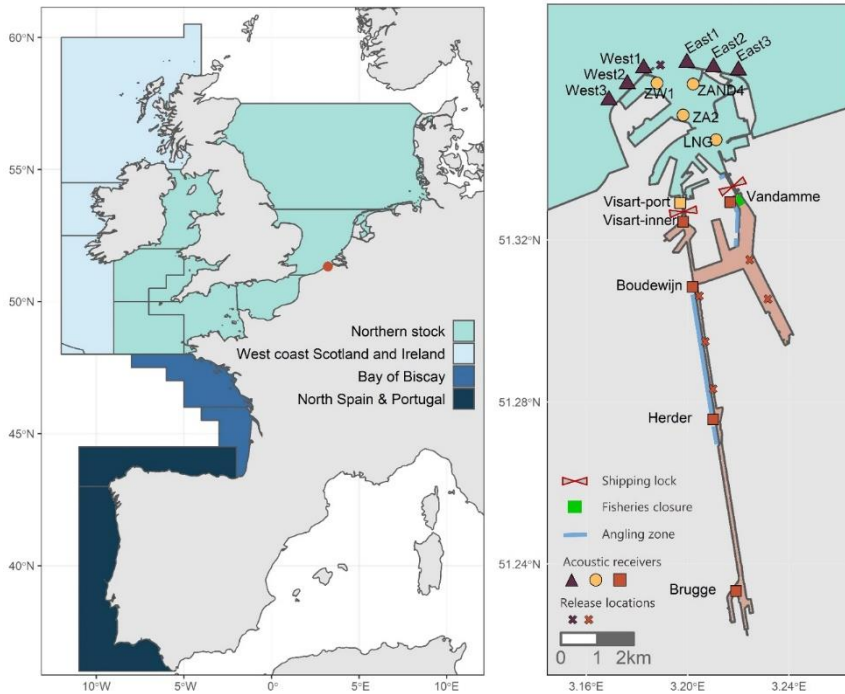 60°N
55°N
50°N
45°N
40°N
10°W
5°W
0°
5°E
10°E
Northern stock
West coast Scotland and Ireland
Bay of Biscay
North Spain & Portugal
East1
East2
East3
West1
West2
West3
ZW1
ZAND4
ZA2
LNG
Visart-port
Vandamme
Visart-inner
Boudewijn
Herder
Brugge
51.32
51.28
51.24
3.16
3.20
3.24
Shipping lock
Fisheries closure
Angling zone
Acoustic receivers
Release locations
0 1 2km